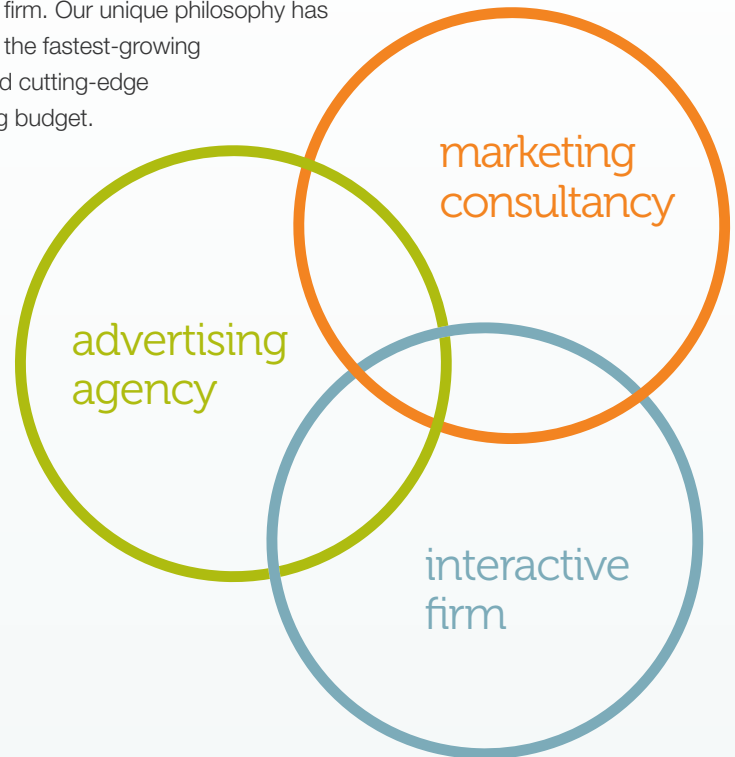 firm. Our unique philosophy has
the fastest-growing
d cutting-edge
g budget.
marketing
consultancy
advertising
agency
interactive
firm